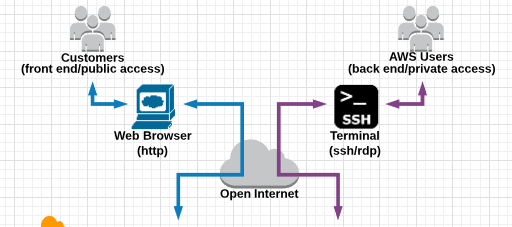 Customers
(front end/public access)
AWS Users
(back end/private access)
>_
SSH
Web Browser
(http)
Terminal
(ssh/rdp)
Open Internet